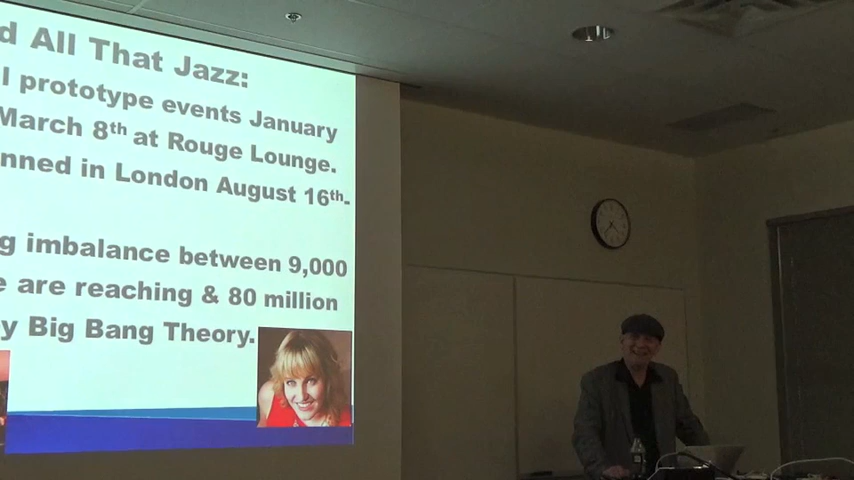 d All That Jazz:
l prototype events January
March 8th at Rouge Lounge.
nned in London August 16th.
g imbalance between 9,000
e are reaching & 80 million
y Big Bang Theory.